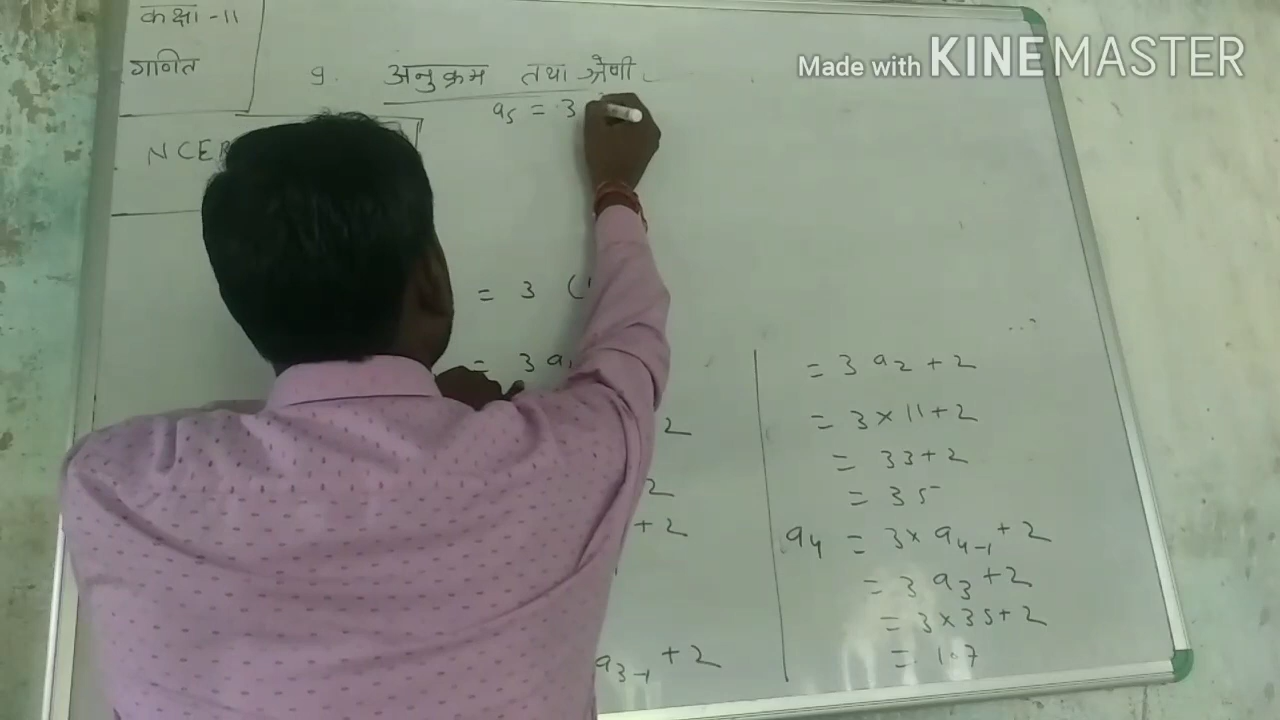 कक्षा -11
गणित
Made with KINEMASTER
9. अनुक्रम तथा श्रेणी
a5 = 3
NCER
= 3 (
= 3 a1
2
2
+ 2
a3-1 + 2
= 3 a2 + 2
= 3 × 11 + 2
= 33 + 2
= 35
a4 = 3 × a4-1 + 2
= 3 a3 + 2
= 3 × 35 + 2
= 107